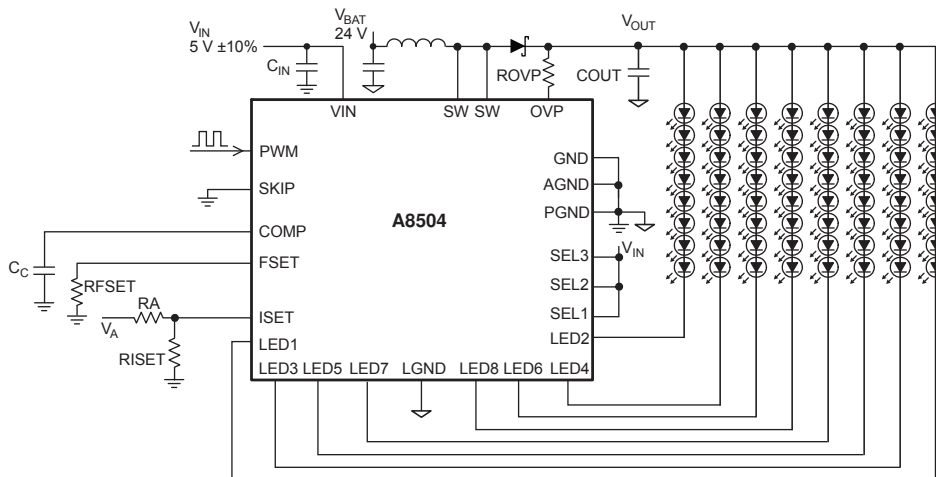 VIN
5 V ±10%
VBAT
24 V
VOUT
CIN
ROVP
COUT
VIN
SW SW
OVP
PWM
SKIP
COMP
FSET
ISET
LED1
A8504
GND
AGND
PGND
VIN
SEL3
SEL2
SEL1
LED2
CC
RFSET
RA
VA
RISET
LED3 LED5 LED7 LGND LED8 LED6 LED4